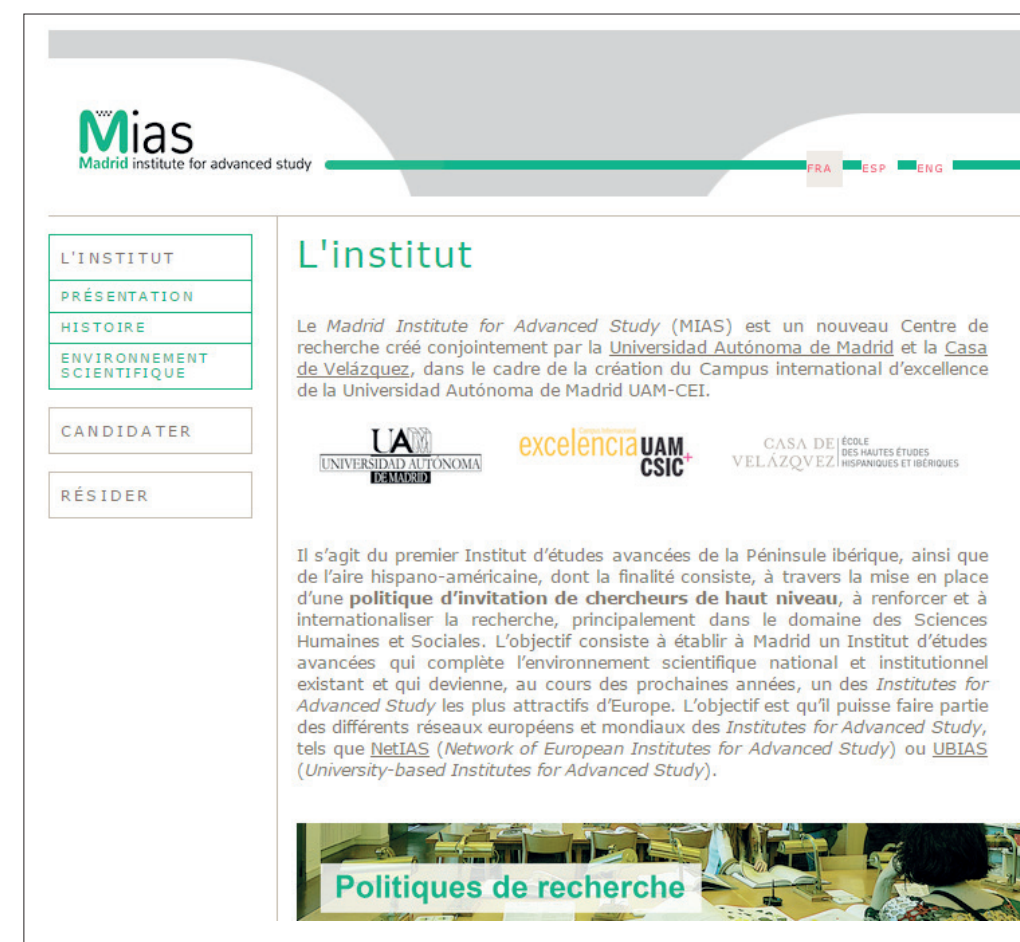 Mias
Madrid institute for advanced study
FRA ESP ENG
L'INSTITUT
PRÉSENTATION
HISTOIRE
ENVIRONNEMENT
SCIENTIFIQUE
CANDIDATER
RÉSIDER
L'institut
Le Madrid Institute for Advanced Study (MIAS) est un nouveau Centre de
recherche créé conjointement par la Universidad Autónoma de Madrid et la Casa
de Velázquez, dans le cadre de la création du Campus international d’excellence
de la Universidad Autónoma de Madrid UAM-CEI.
UAM
UNIVERSIDAD AUTÓNOMA
DE MADRID
Campus Internacional
excelencia UAM
CSIC+
CASA DE
VELÁZQVEZ
ÉCOLE
DES HAUTES ÉTUDES
HISPANIQUES ET IBÉRIQUES
Il s’agit du premier Institut d’études avancées de la Péninsule ibérique, ainsi que
de l’aire hispano-américaine, dont la finalité consiste, à travers la mise en place
d’une politique d’invitation de chercheurs de haut niveau, à renforcer et à
internationaliser la recherche, principalement dans le domaine des Sciences
Humaines et Sociales. L’objectif consiste à établir à Madrid un Institut d’études
avancées qui complète l’environnement scientifique national et institutionnel
existant et qui devienne, au cours des prochaines années, un des Institutes for
Advanced Study les plus attractifs d’Europe. L’objectif est qu’il puisse faire partie
des différents réseaux européens et mondiaux des Institutes for Advanced Study,
tels que NetIAS (Network of European Institutes for Advanced Study) ou UBIAS
(University-based Institutes for Advanced Study).
Politiques de recherche